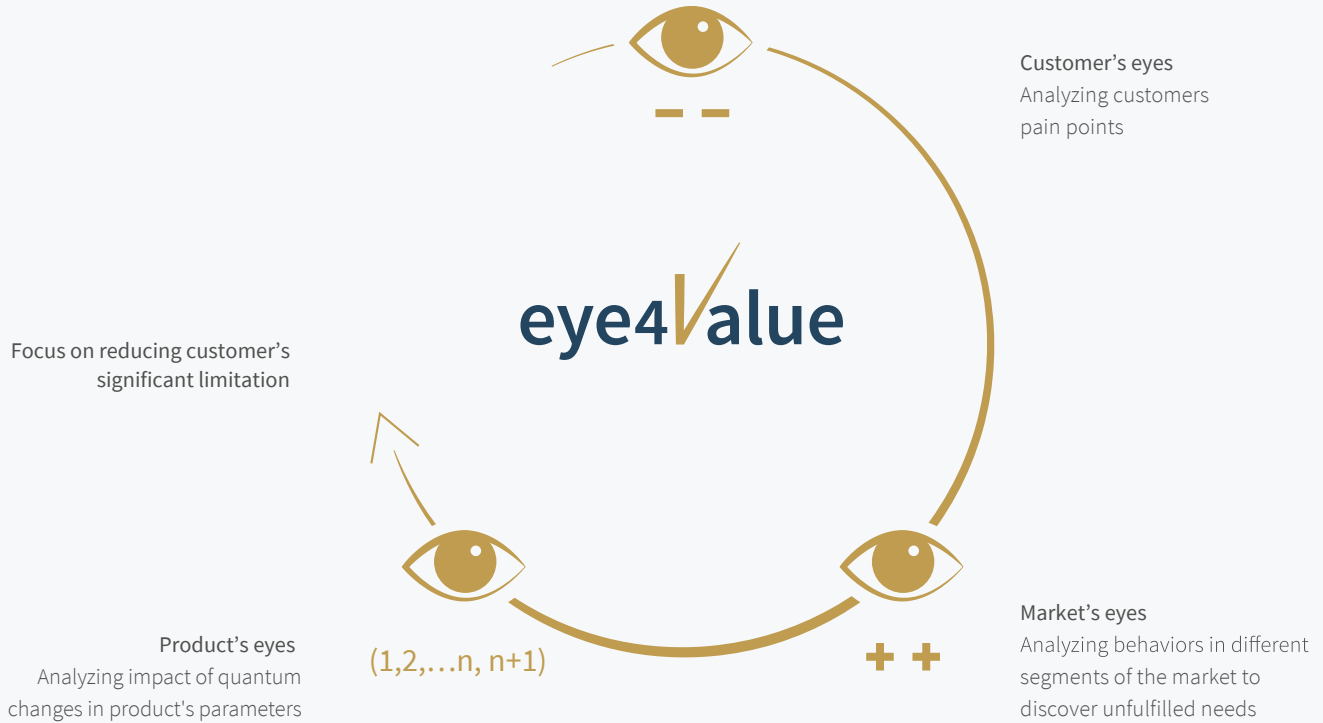 Customer’s eyes
Analyzing customers
pain points
eye4Value
Focus on reducing customer’s
significant limitation
Market’s eyes
Analyzing behaviors in different
segments of the market to
discover unfulfilled needs
++
Product’s eyes
Analyzing impact of quantum
changes in product's parameters
(1,2,…n, n+1)
--